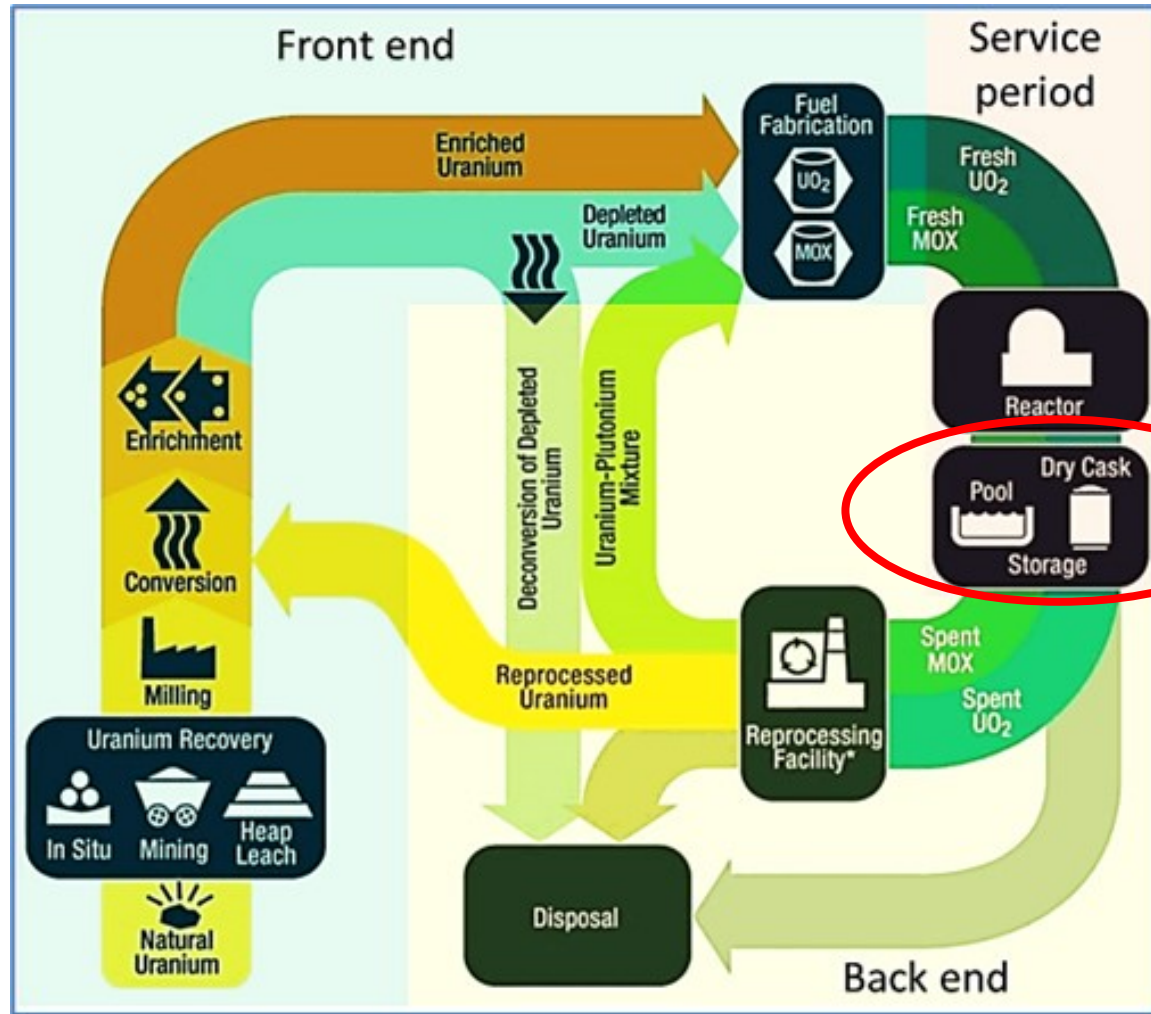 Front end
Service
period
Fuel
Fabrication
UO₂
MOX
Enriched
Uranium
Depleted
Uranium
Fresh
UO₂
Fresh
MOX
Reactor
Pool
Dry Cask
Storage
Enrichment
Conversion
Milling
Uranium Recovery
In Situ
Mining
Heap
Leach
Natural
Uranium
Deconversion of Depleted
Uranium
Uranium-Plutonium
Mixture
Reprocessed
Uranium
Reprocessing
Facility*
Spent
MOX
Spent
UO₂
Disposal
Back end